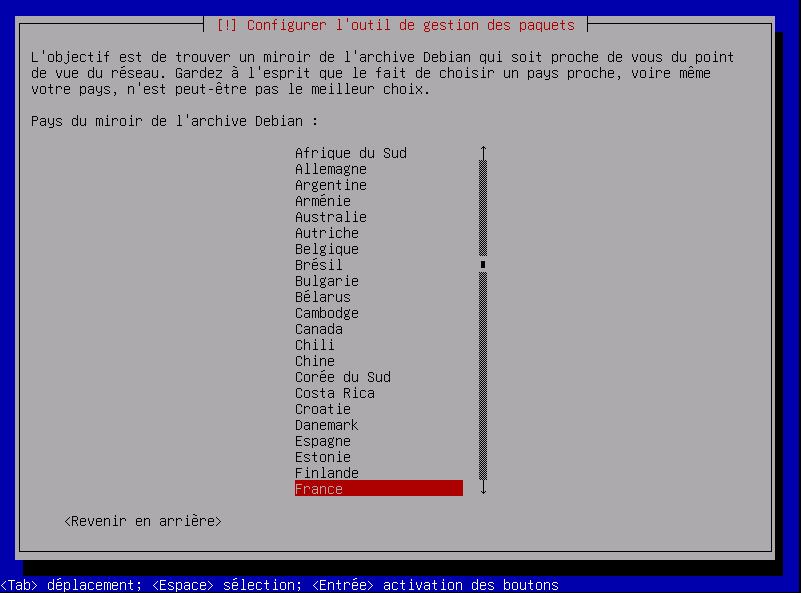 [!] Configurer l'outil de gestion des paquets
L'objectif est de trouver un miroir de l'archive Debian qui soit proche de vous du point
de vue du réseau. Gardez à l'esprit que le fait de choisir un pays proche, voire même
votre pays, n'est peut-être pas le meilleur choix.
Pays du miroir de l'archive Debian :
Afrique du Sud
Allemagne
Argentine
Arménie
Australie
Autriche
Belgique
Brésil
Bulgarie
Bélarus
Cambodge
Canada
Chili
Chine
Corée du Sud
Costa Rica
Croatie
Danemark
Espagne
Estonie
Finlande
France
<Revenir en arrière>
<Tab> déplacement; <Espace> sélection; <Entrée> activation des boutons